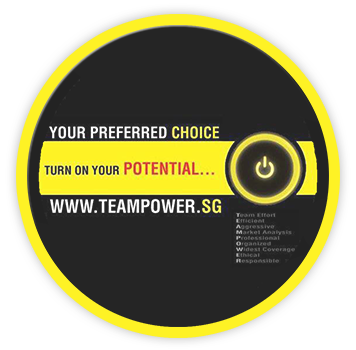 YOUR PREFERRED CHOICE
TURN ON YOUR POTENTIAL...
WWW.TEAMPOWER.SG
Team Effort
Efficient
Aggressive
Market Analysis
Professional
Organized
Widest Coverage
Ethical
Responsible